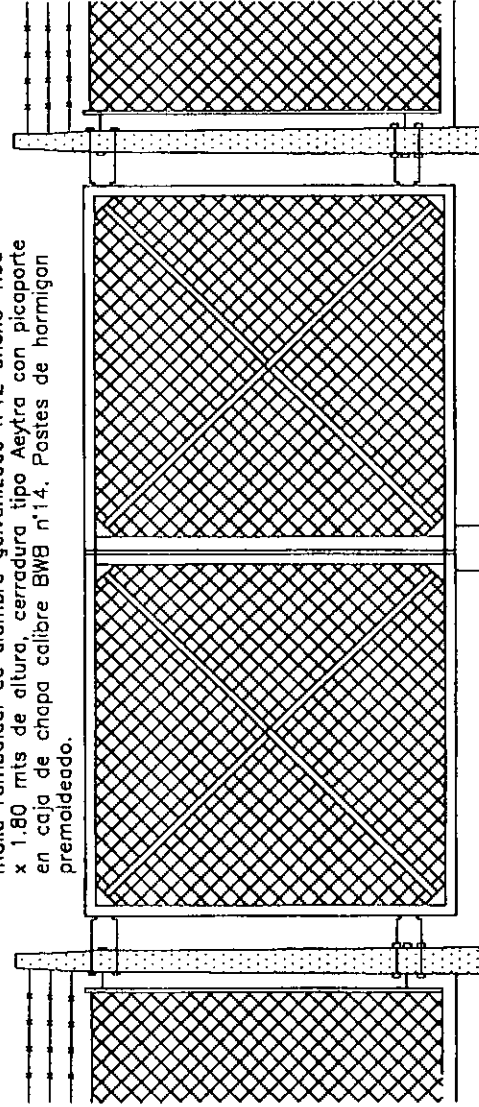 x 1.80 mts de altura, cerradura tipo Aeytra con picaporte
en caja de chapa calibre BWB n°14. Postes de hormigan
premoldeado.